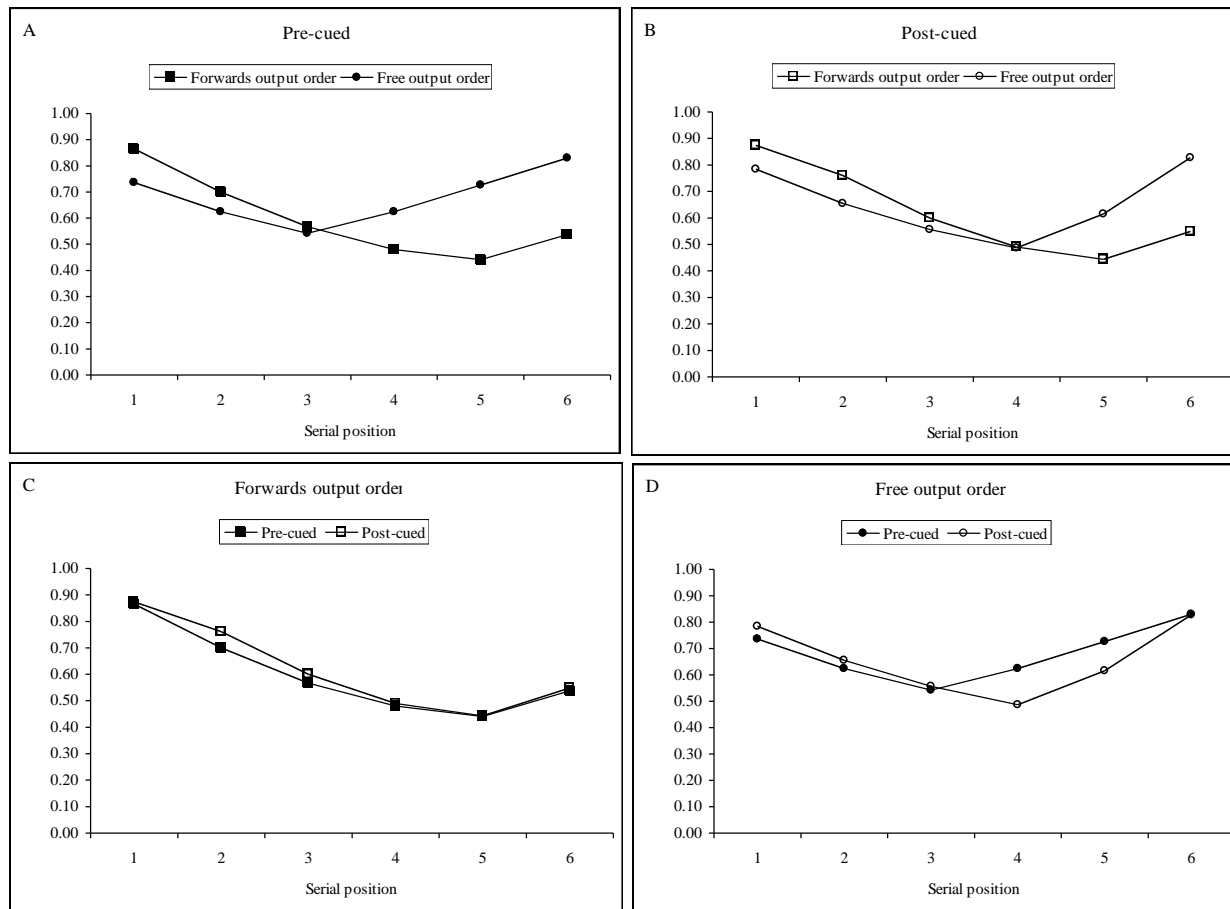 A
Pre-cued
Forwards output order Free output order
1.00
0.90
0.80
0.70
0.60
0.50
0.40
0.30
0.20
0.10
0.00
1 2 3 4 5 6
Serial position
B
Post-cued
Forwards output order Free output order
1.00
0.90
0.80
0.70
0.60
0.50
0.40
0.30
0.20
0.10
0.00
1 2 3 4 5 6
Serial position
C
Forwards output order
Pre-cued Post-cued
1.00
0.90
0.80
0.70
0.60
0.50
0.40
0.30
0.20
0.10
0.00
1 2 3 4 5 6
Serial position
D
Free output order
Pre-cued Post-cued
1.00
0.90
0.80
0.70
0.60
0.50
0.40
0.30
0.20
0.10
0.00
1 2 3 4 5 6
Serial position